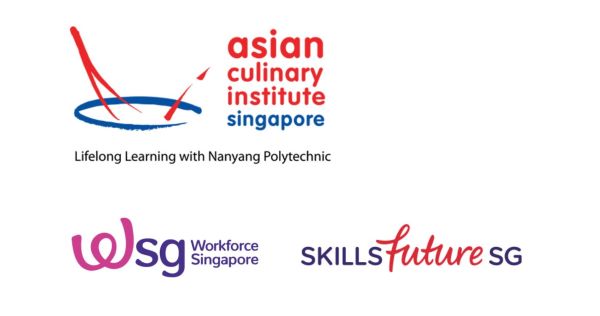 asian
culinary
institute
singapore
Lifelong Learning with Nanyang Polytechnic
wsg Workforce
Singapore
SKILLSfuture SG